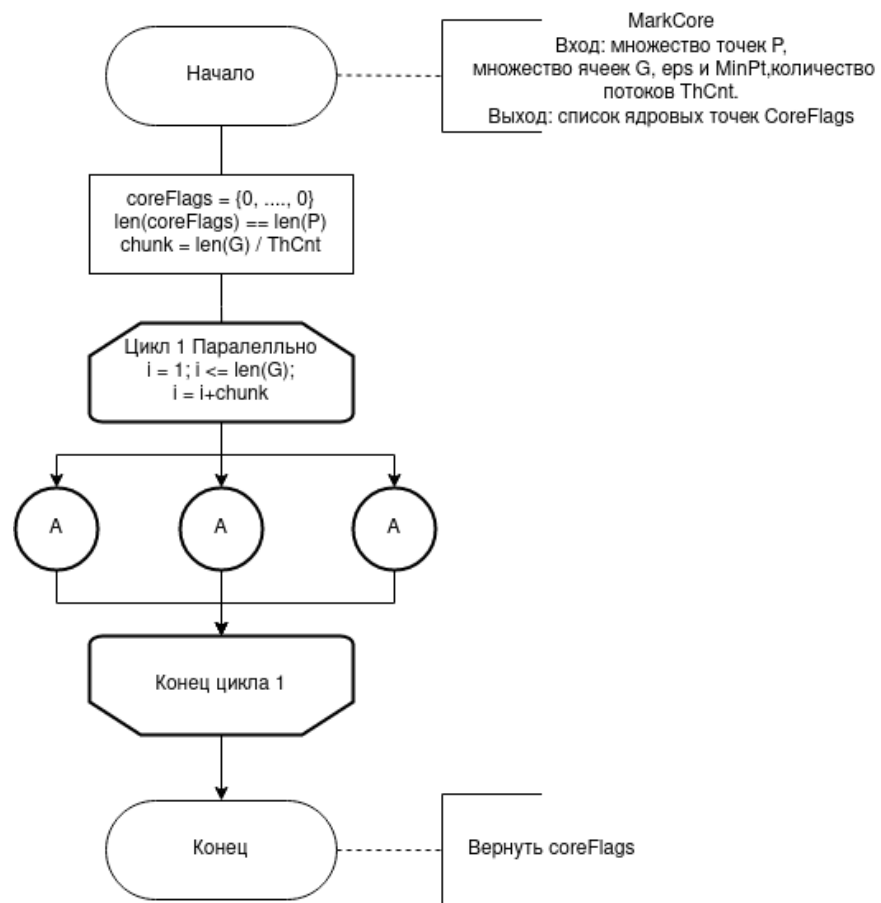 Начало
MarkCore
Вход: множество точек P,
множество ячеек G, eps и MinPt,количество
потоков ThCnt.
Выход: список ядровых точек CoreFlags
coreFlags = {0, ...., 0}
len(coreFlags) == len(P)
chunk = len(G) / ThCnt
Цикл 1 Паралелльно
i = 1; i <= len(G);
i = i+chunk
A
A
A
Конец цикла 1
Конец
Вернуть coreFlags